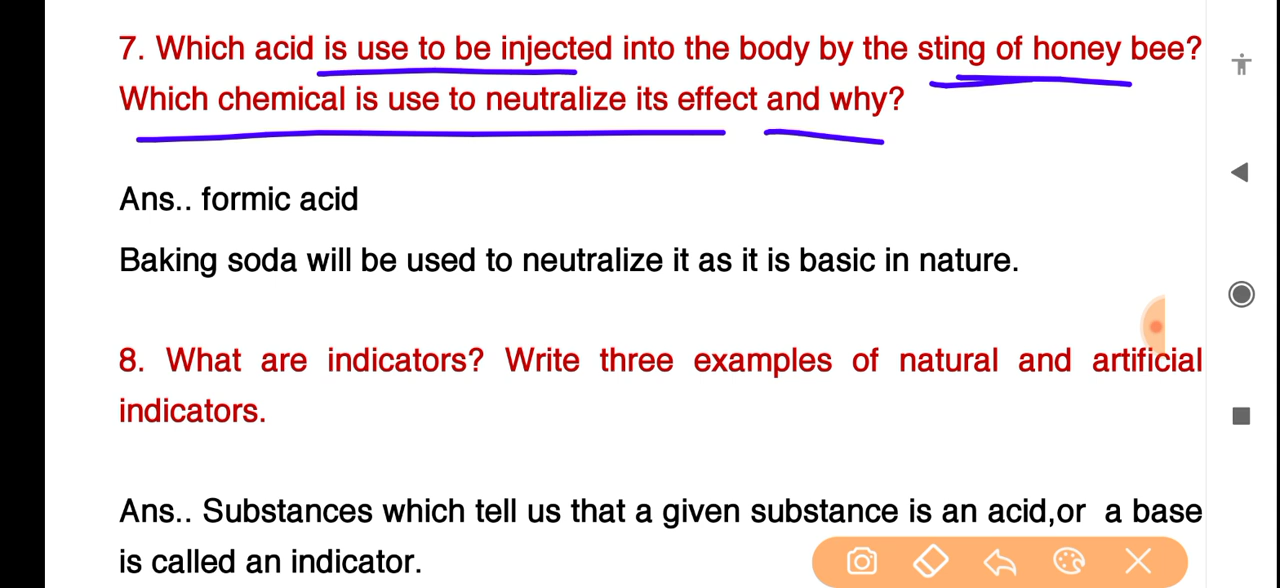 7. Which acid is use to be injected into the body by the sting of honey bee?
Which chemical is use to neutralize its effect and why?
Ans.. formic acid
Baking soda will be used to neutralize it as it is basic in nature.
8. What are indicators? Write three examples of natural and artificial
indicators.
Ans.. Substances which tell us that a given substance is an acid,or a base
is called an indicator.